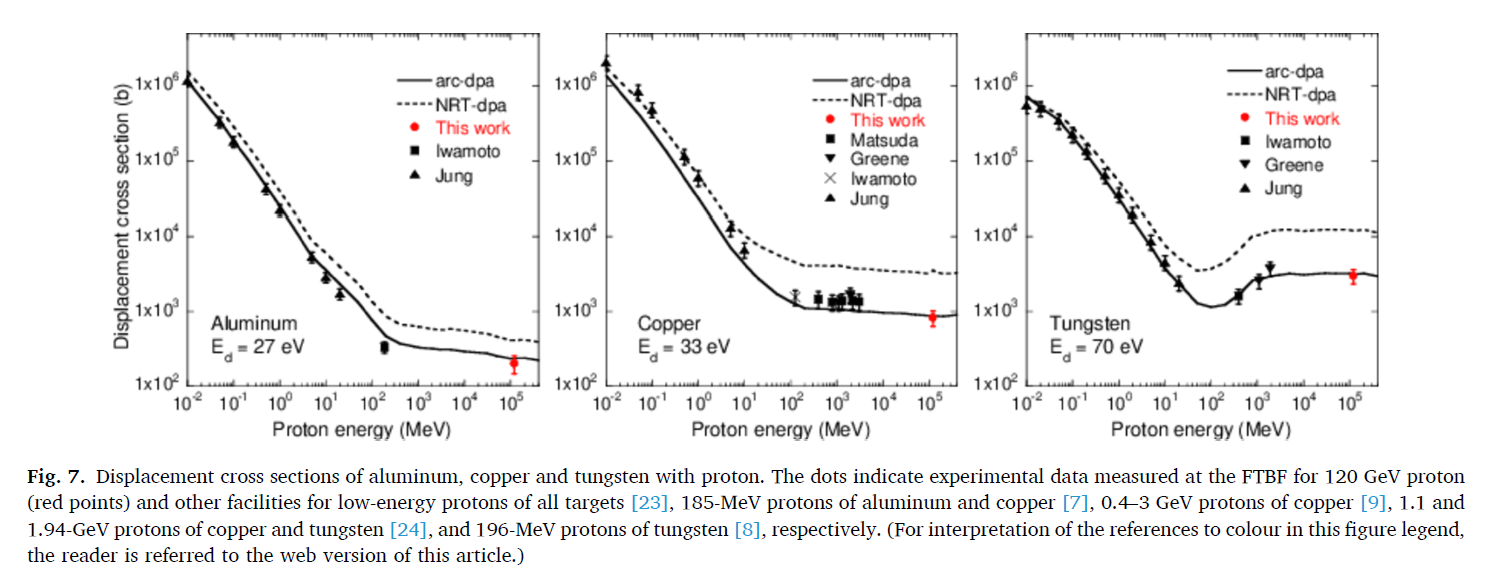 Displacement cross section (b)
1x10^6
1x10^5
1x10^4
1x10^3
1x10^2
arc-dpa
NRT-dpa
This work
Iwamoto
Jung
Aluminum
E_d = 27 eV
10^-2 10^-1 10^0 10^1 10^2 10^3 10^4 10^5
Proton energy (MeV)
1x10^6
1x10^5
1x10^4
1x10^3
1x10^2
arc-dpa
NRT-dpa
This work
Matsuda
Greene
Iwamoto
Jung
Copper
E_d = 33 eV
10^-2 10^-1 10^0 10^1 10^2 10^3 10^4 10^5
Proton energy (MeV)
1x10^6
1x10^5
1x10^4
1x10^3
1x10^2
arc-dpa
NRT-dpa
This work
Iwamoto
Greene
Jung
Tungsten
E_d = 70 eV
10^-2 10^-1 10^0 10^1 10^2 10^3 10^4 10^5
Proton energy (MeV)
Fig. 7. Displacement cross sections of aluminum, copper and tungsten with proton. The dots indicate experimental data measured at the FTBF for 120 GeV proton
(red points) and other facilities for low-energy protons of all targets [23], 185-MeV protons of aluminum and copper [7], 0.4–3 GeV protons of copper [9], 1.1 and
1.94-GeV protons of copper and tungsten [24], and 196-MeV protons of tungsten [8], respectively. (For interpretation of the references to colour in this figure legend,
the reader is referred to the web version of this article.)